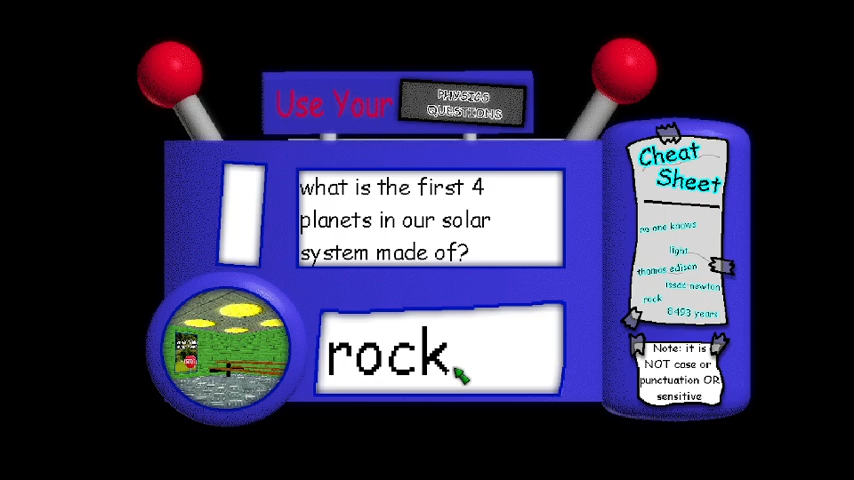 Use Your
PHYSICS
QUESTIONS
what is the first 4
planets in our solar
system made of?
rock
Cheat
Sheet
no one knows
light
thomas edison
issac newton
rock
8493 years
Note: it is
NOT case or
punctuation OR
sensitive